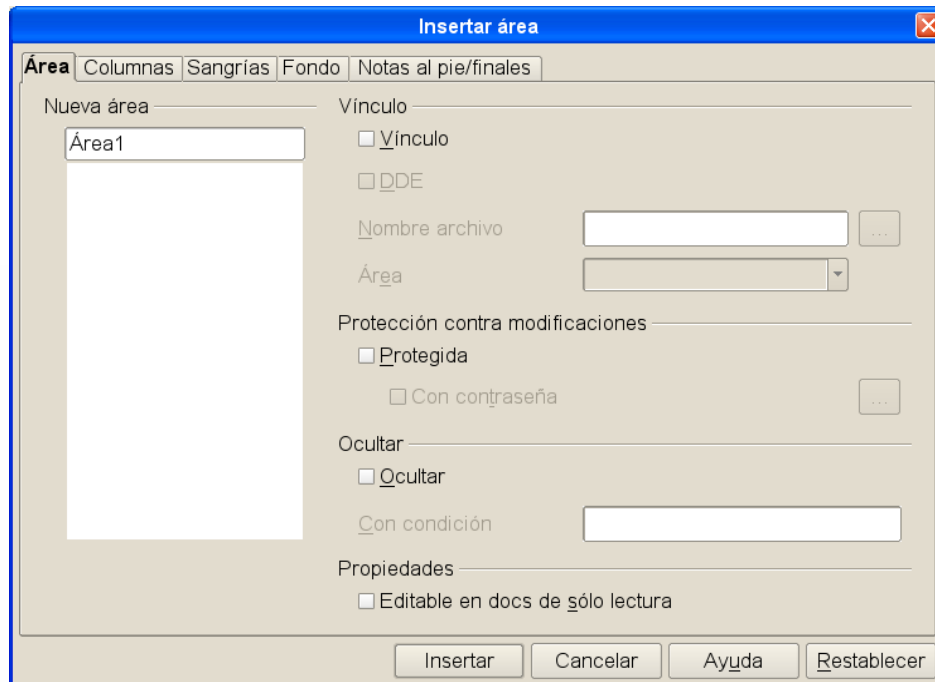 Insertar área
Área Columnas Sangrías Fondo Notas al pie/finales
Nueva área
Área1
Vínculo
Vínculo
DDE
Nombre archivo
...
Área
Protección contra modificaciones
Protegida
Con contraseña
...
Ocultar
Ocultar
Con condición
Propiedades
Editable en docs de sólo lectura
Insertar Cancelar Ayuda Restablecer